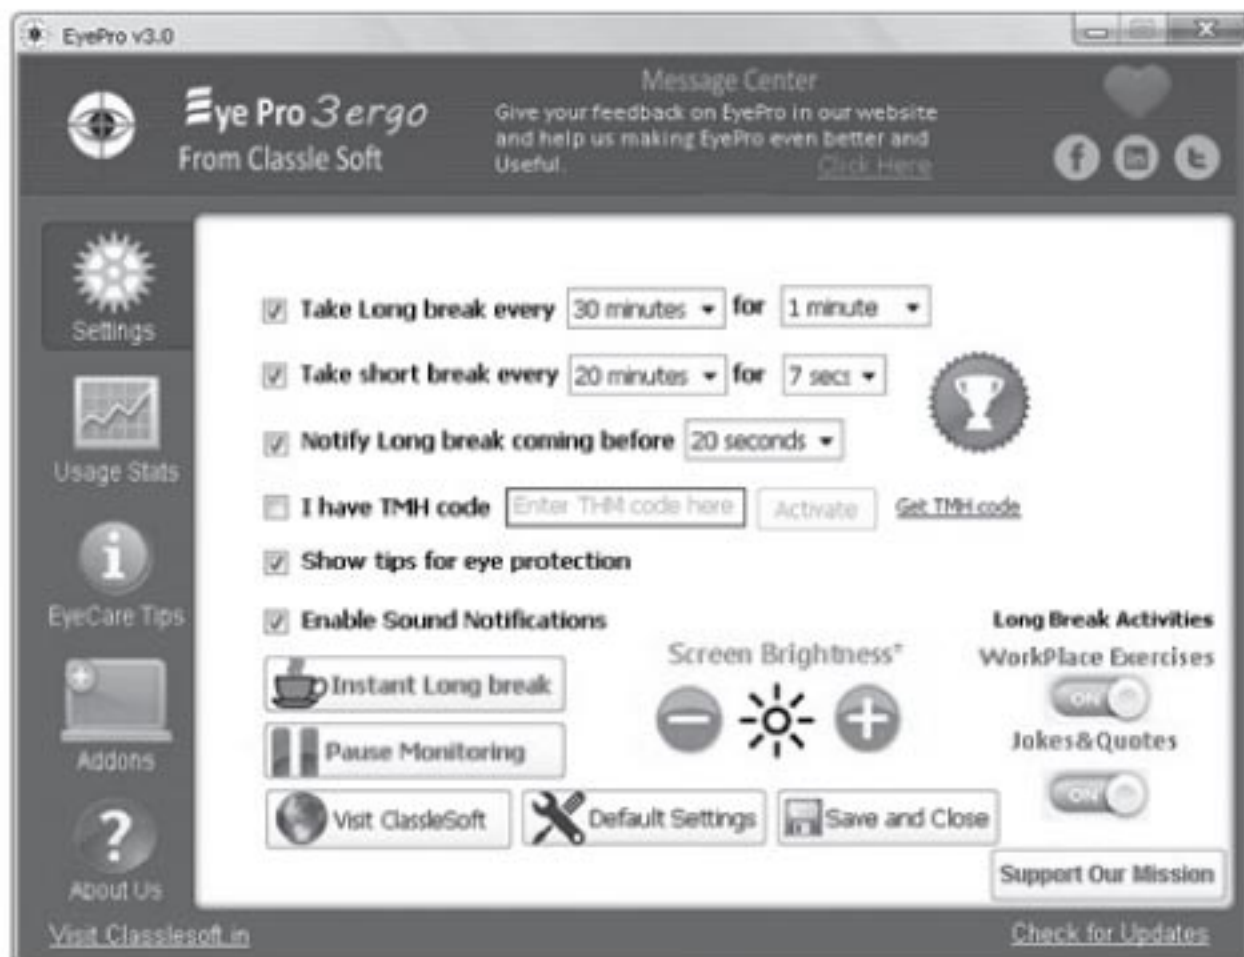 EyePro v3.0
Eye Pro 3ergo
From Classle Soft
Message Center
Give your feedback on EyePro in our website
and help us making EyePro even better and
Useful.
Click Here
Settings
Usage Stats
EyeCare Tips
Addons
About Us
Take Long break every 30 minutes for 1 minute
Take short break every 20 minutes for 7 secs
Notify Long break coming before 20 seconds
I have TMH code Enter THM code here Activate Get TMH code
Show tips for eye protection
Enable Sound Notifications
Instant Long break
Pause Monitoring
Visit ClassleSoft Default Settings Save and Close
Screen Brightness*
Long Break Activities
WorkPlace Exercises
ON
Jokes&Quotes
ON
Support Our Mission
Visit Classlesoft.in
Check for Updates